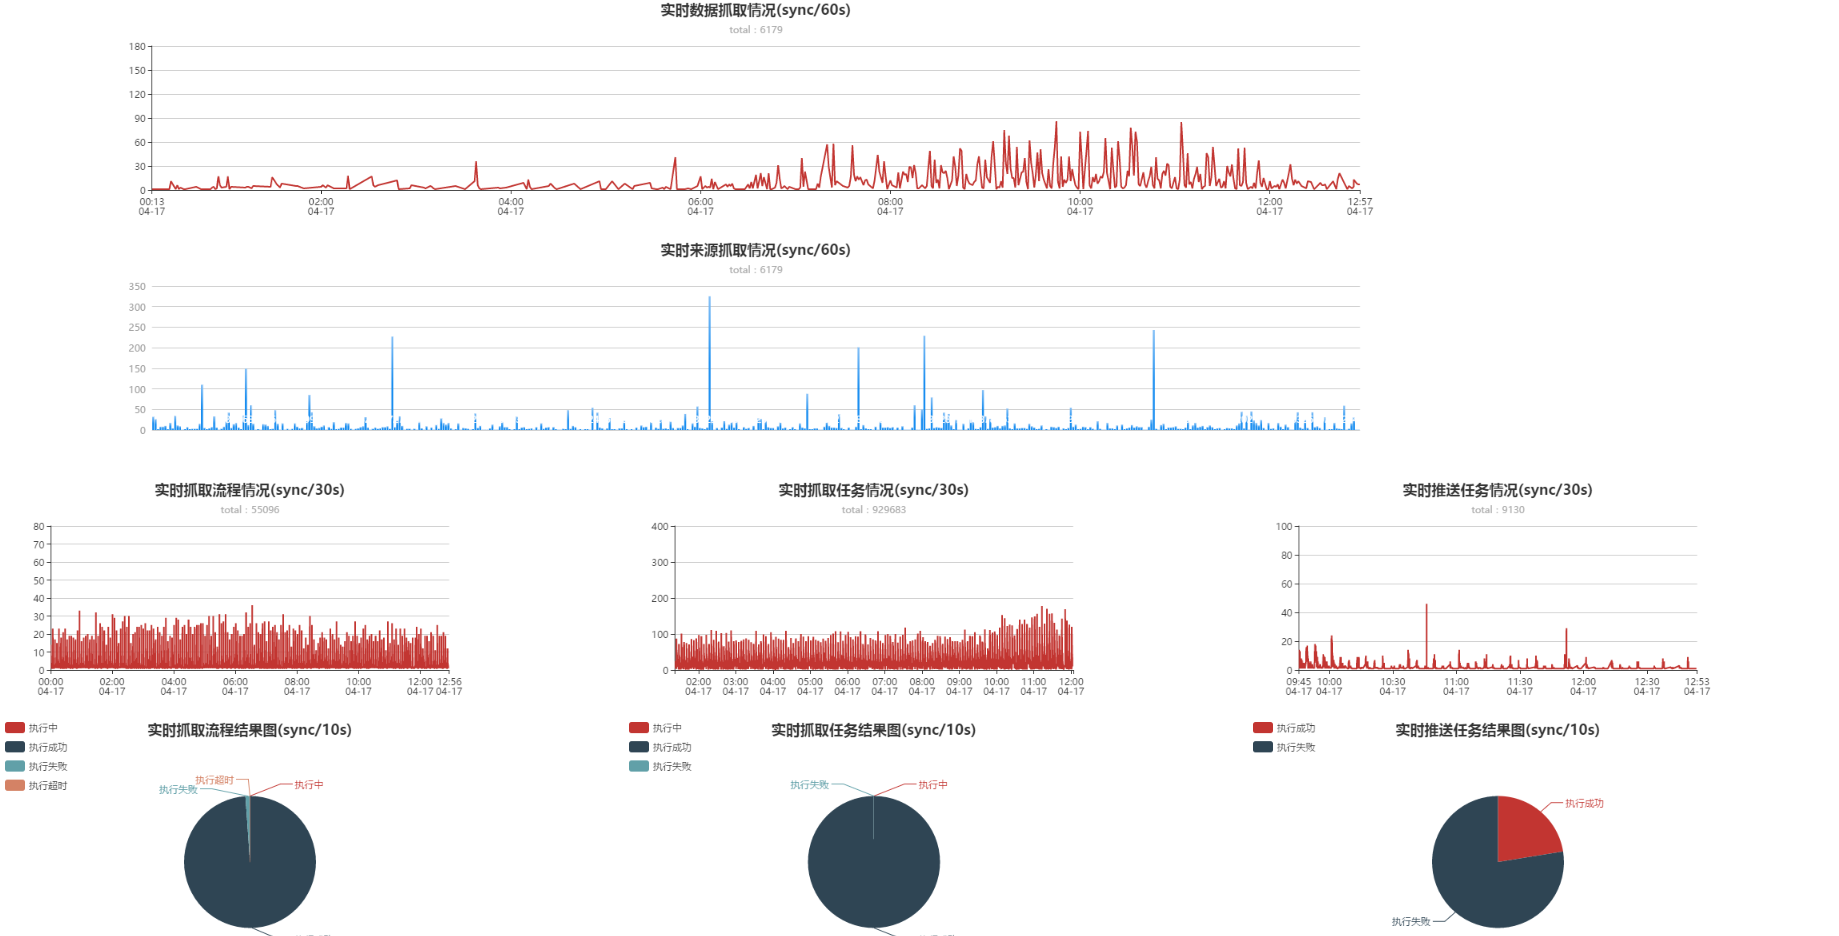 实时数据抓取情况(sync/60s)
total : 6179
180
150
120
90
60
30
0
00:13 02:00 04:00 06:00 08:00 10:00 12:00 12:57
04-17 04-17 04-17 04-17 04-17 04-17 04-17 04-17
实时来源抓取情况(sync/60s)
total : 6179
350
300
250
200
150
100
50
0
实时抓取流程情况(sync/30s)
total : 55096
80
70
60
50
40
30
20
10
0
00:00 02:00 04:00 06:00 08:00 10:00 12:00 12:56
04-17 04-17 04-17 04-17 04-17 04-17 04-17 04-17
实时抓取任务情况(sync/30s)
total : 929683
400
300
200
100
0
02:00 03:00 04:00 05:00 06:00 07:00 08:00 09:00 10:00 11:00 12:00
04-17 04-17 04-17 04-17 04-17 04-17 04-17 04-17 04-17 04-17 04-17
实时推送任务情况(sync/30s)
total : 9130
100
80
60
40
20
0
09:45 10:00 10:30 11:00 11:30 12:00 12:30 12:53
04-17 04-17 04-17 04-17 04-17 04-17 04-17 04-17
实时抓取流程结果图(sync/10s)
执行中
执行成功
执行失败
执行超时
执行超时
执行失败
执行中
实时抓取任务结果图(sync/10s)
执行中
执行成功
执行失败
执行失败
执行中
实时推送任务结果图(sync/10s)
执行成功
执行失败
执行成功
执行失败